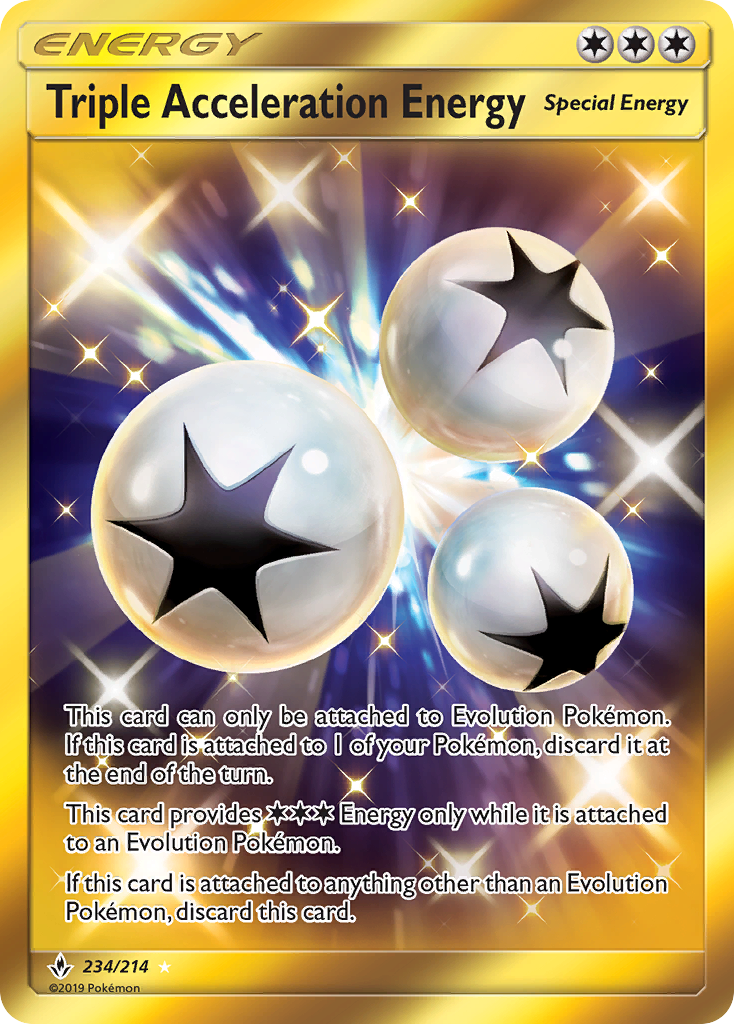 ENERGY
Triple Acceleration Energy Special Energy
This card can only be attached to Evolution Pokémon.
If this card is attached to 1 of your Pokémon, discard it at
the end of the turn.
This card provides Energy only while it is attached
to an Evolution Pokémon.
If this card is attached to anything other than an Evolution
Pokémon, discard this card.
234/214
©2019 Pokémon